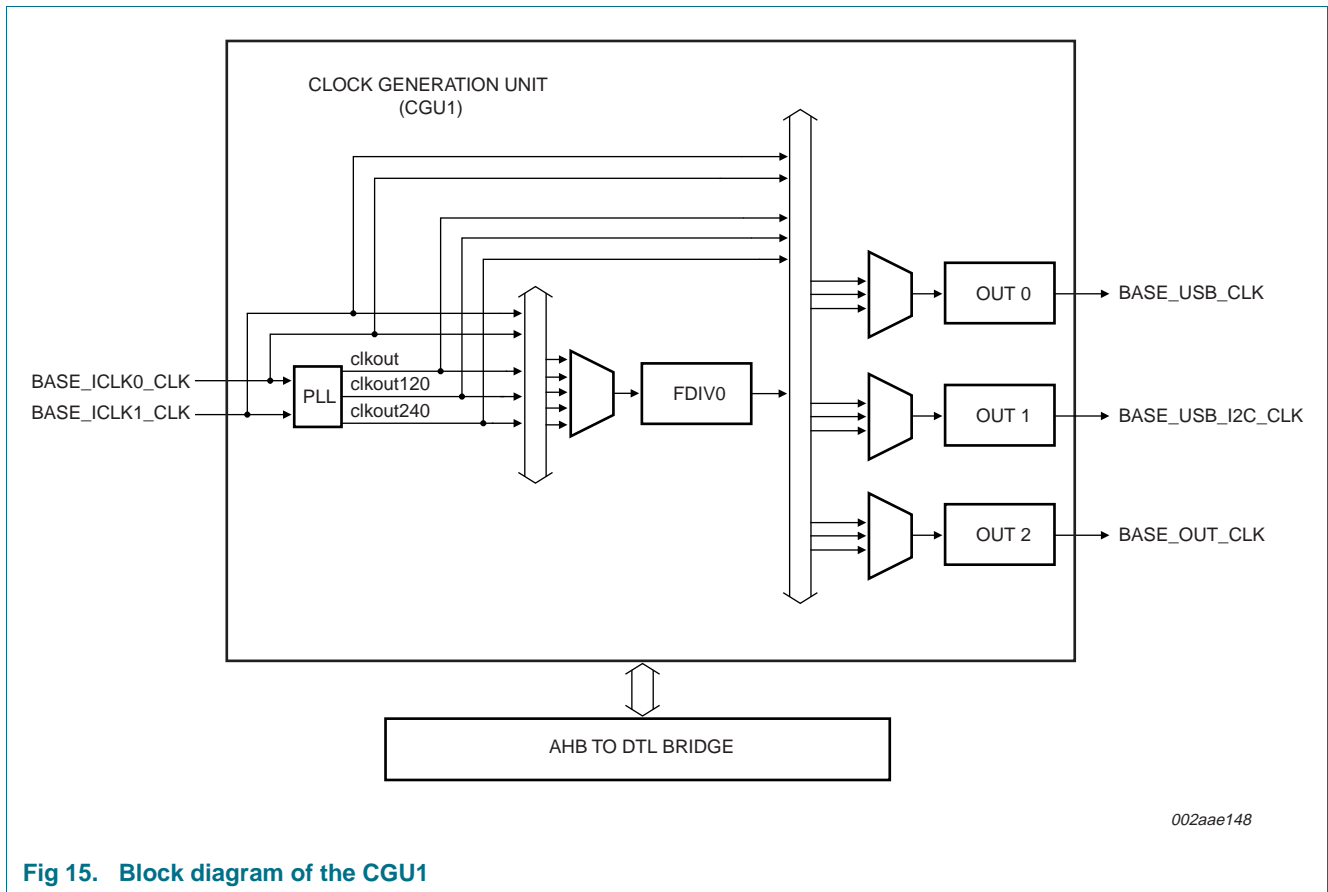 CLOCK GENERATION UNIT
(CGU1)
clkout
clkout120
clkout240
PLL
BASE_ICLK0_CLK
BASE_ICLK1_CLK
FDIV0
OUT 0
BASE_USB_CLK
OUT 1
BASE_USB_I2C_CLK
OUT 2
BASE_OUT_CLK
AHB TO DTL BRIDGE
002aae148
Fig 15. Block diagram of the CGU1